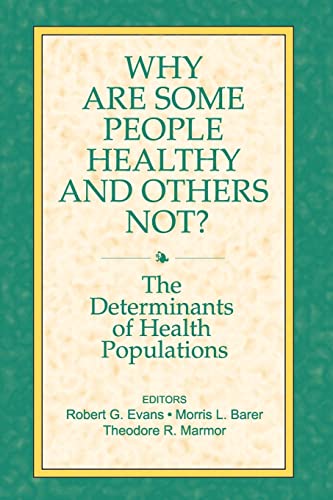 WHY
ARE SOME
PEOPLE
HEALTHY
AND OTHERS
NOT?
The
Determinants
of Health
Populations
EDITORS
Robert G. Evans • Morris L. Barer
Theodore R. Marmor